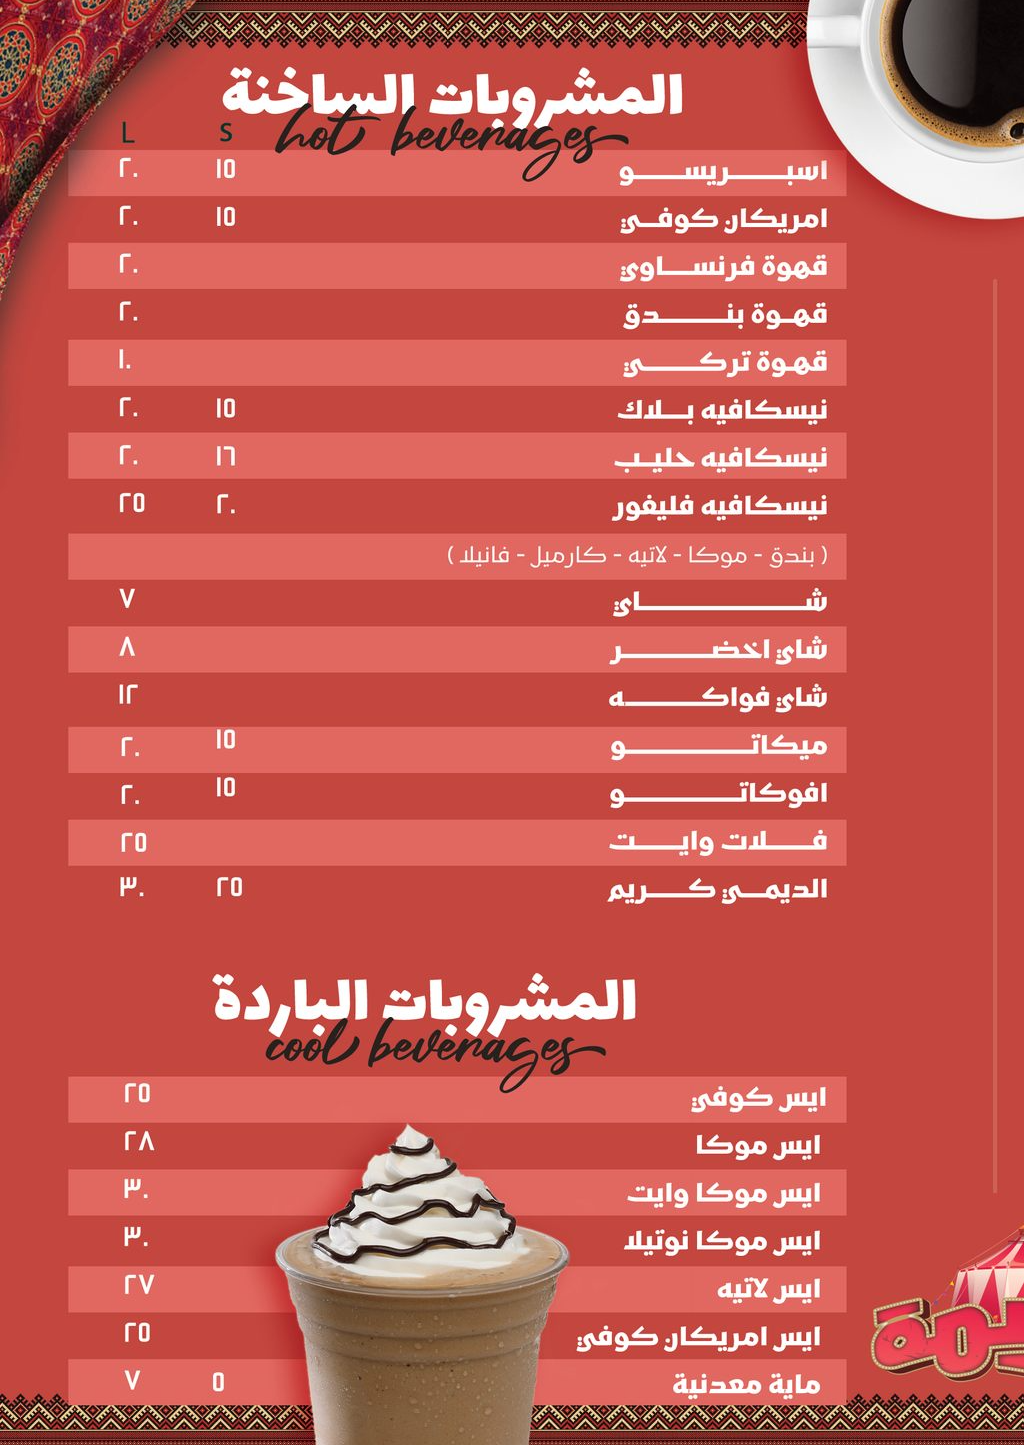 المشروبات الساخنة
hot beverages
S L
اسبريسو ١٥ ٢٠
امريكان كوفي ١٥ ٢٠
قهوة فرنساوي ٢٠
قهوة بندق ٢٠
قهوة تركي ١٠
نيسكافيه بلاك ١٥ ٢٠
نيسكافيه حليب ١٦ ٢٠
نيسكافيه فليفور ٢٠ ٢٥
( بندق - موكا - لاتيه - كارميل - فانيلا )
شاي ٧
شاي اخضر ٨
شاي فواكه ١٢
ميكاتو ١٥ ٢٠
افوكاتو ١٥ ٢٠
فلات وايت ٢٥
الديمي كريم ٢٥ ٣٠
المشروبات الباردة
cool beverages
ايس كوفي ٢٥
ايس موكا ٢٨
ايس موكا وايت ٣٠
ايس موكا نوتيلا ٣٠
ايس لاتيه ٢٧
ايس امريكان كوفي ٢٥
ماية معدنية ٥ ٧